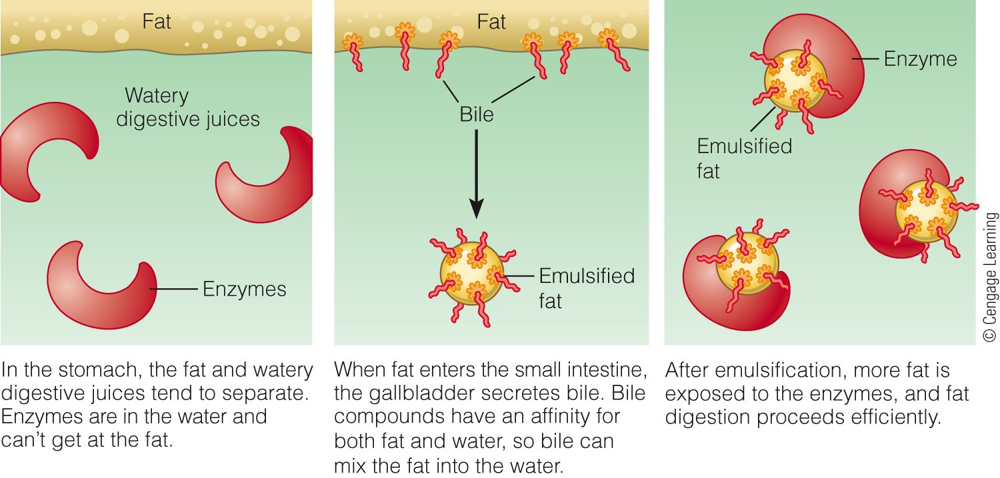 Fat
Watery
digestive juices
Enzymes
In the stomach, the fat and watery
digestive juices tend to separate.
Enzymes are in the water and
can’t get at the fat.
Fat
Bile
Emulsified
fat
When fat enters the small intestine,
the gallbladder secretes bile. Bile
compounds have an affinity for
both fat and water, so bile can
mix the fat into the water.
Enzyme
Emulsified
fat
After emulsification, more fat is
exposed to the enzymes, and fat
digestion proceeds efficiently.
© Cengage Learning